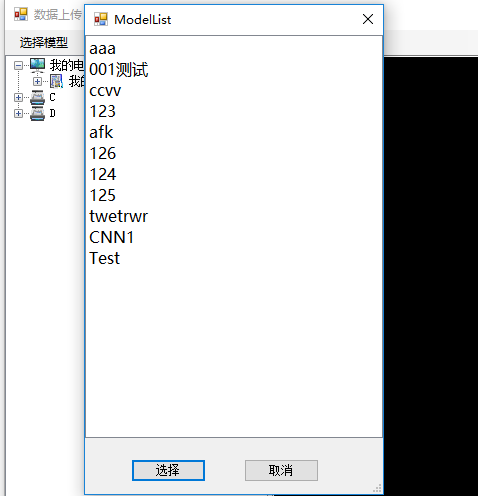 数据上传
ModelList
选择模型
我的电
我的
C
D
aaa
001测试
ccvv
123
afk
126
124
125
twetrwr
CNN1
Test
选择
取消